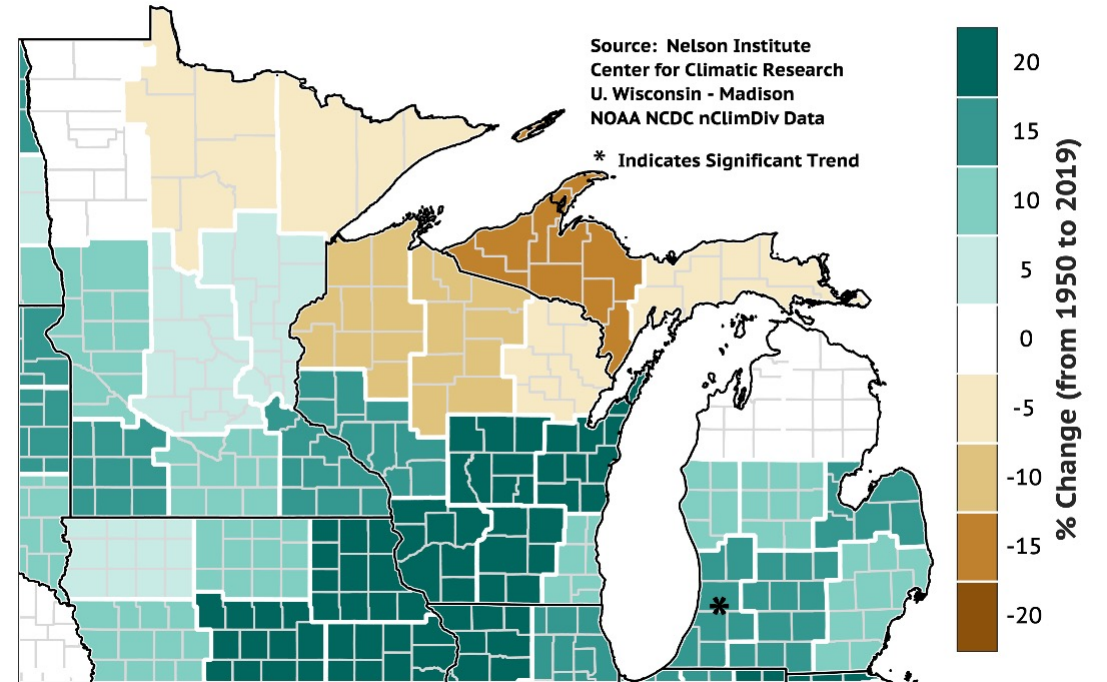 Source: Nelson Institute
Center for Climatic Research
U. Wisconsin - Madison
NOAA NCDC nClimDiv Data
* Indicates Significant Trend
20
15
10
5
0
-5
-10
-15
-20
% Change (from 1950 to 2019)
*